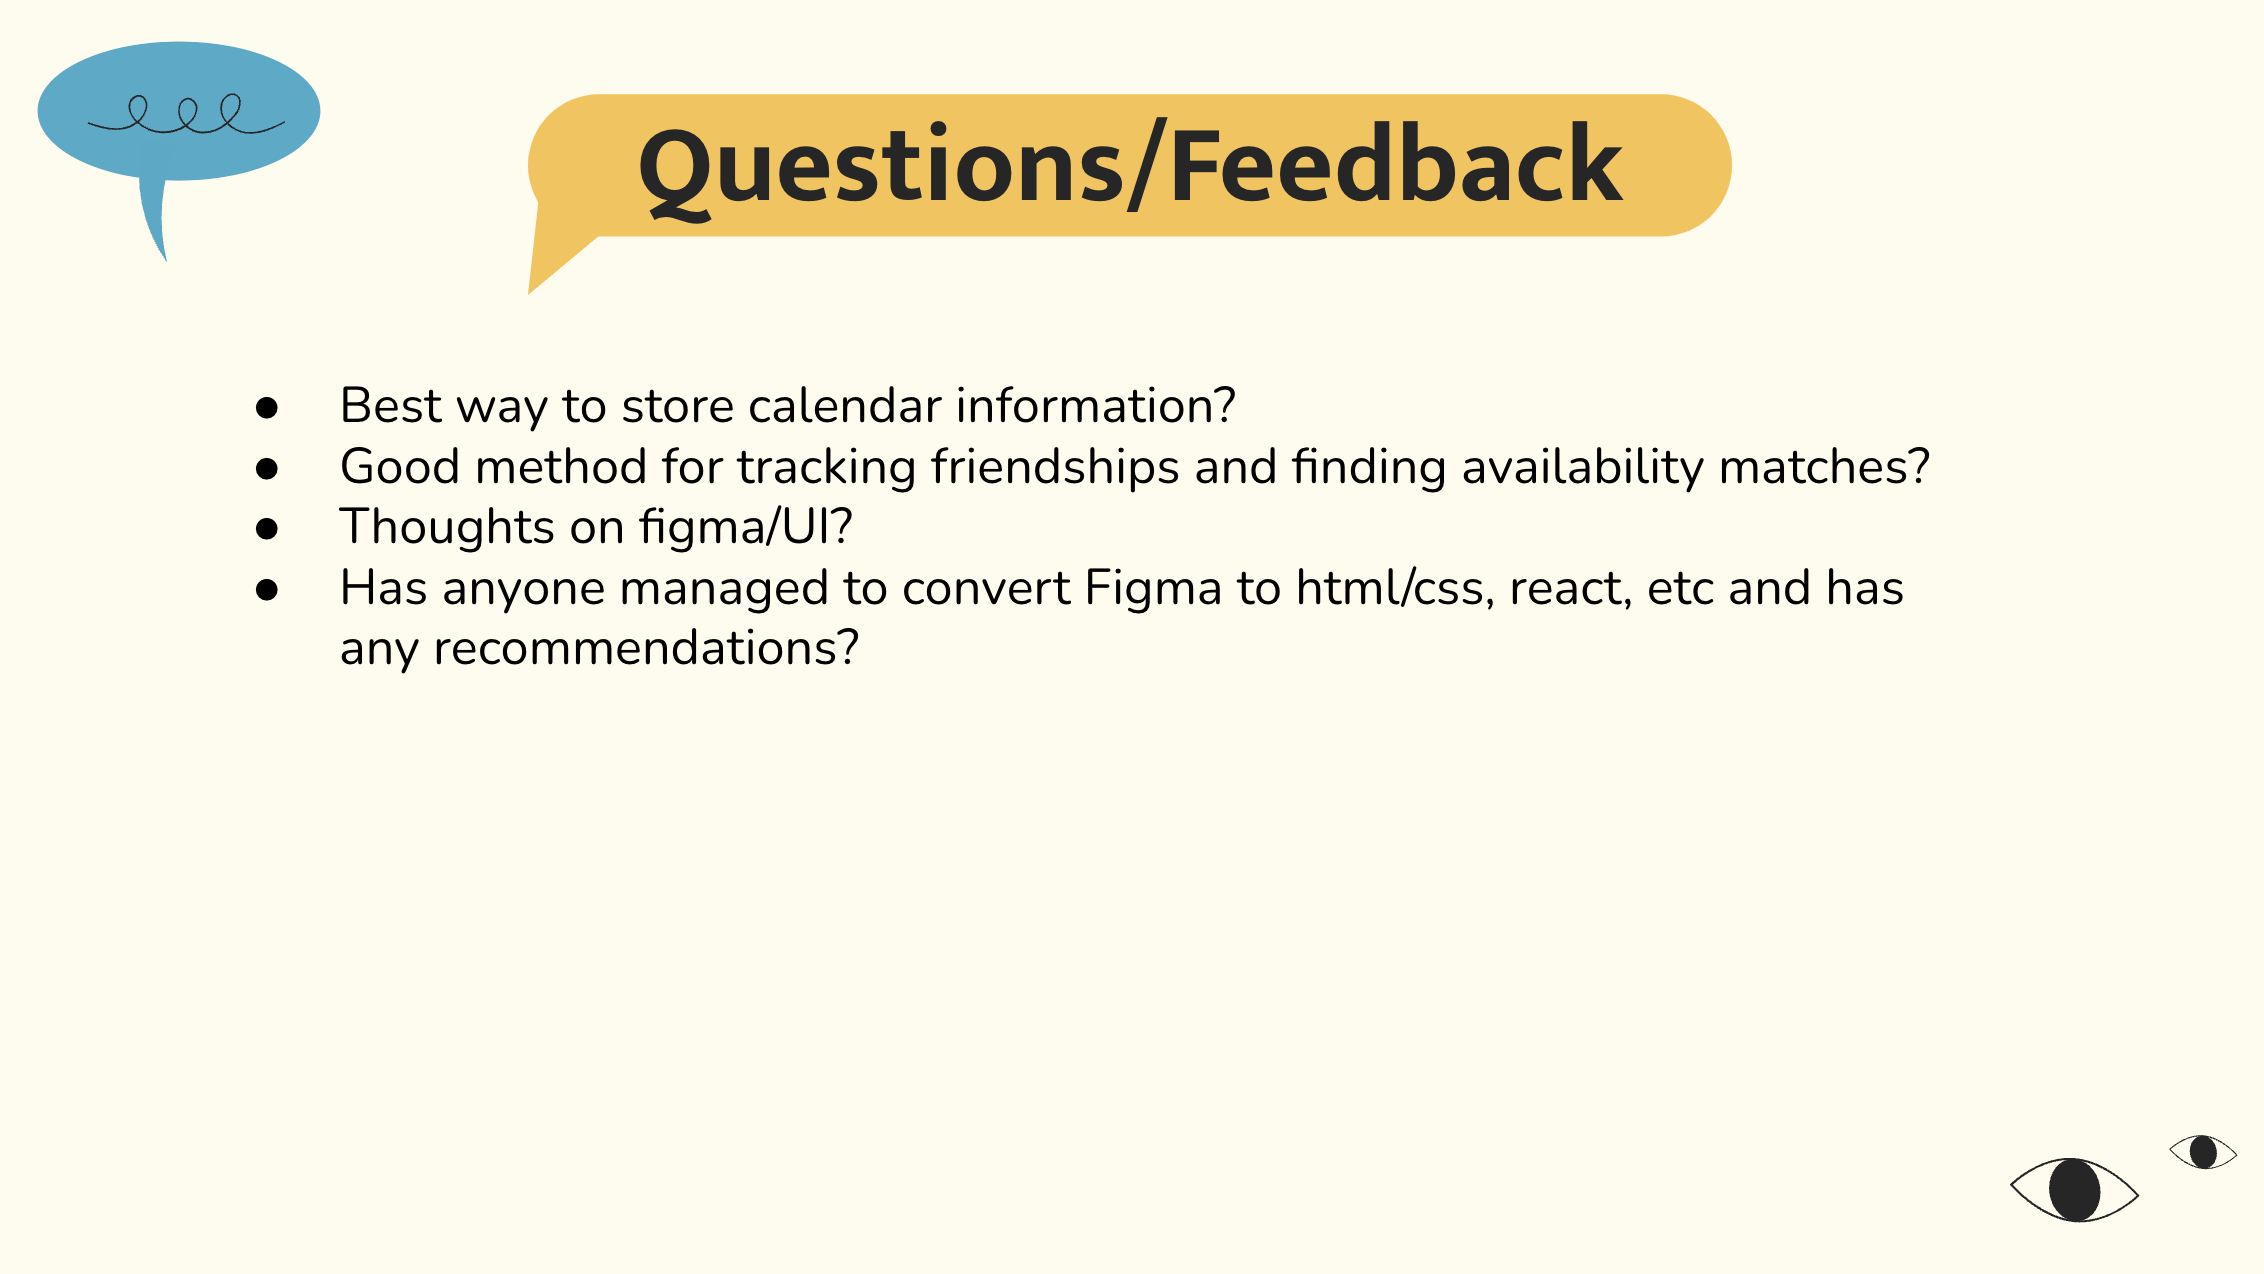 Questions/Feedback
● Best way to store calendar information?
● Good method for tracking friendships and finding availability matches?
● Thoughts on figma/UI?
● Has anyone managed to convert Figma to html/css, react, etc and has
any recommendations?